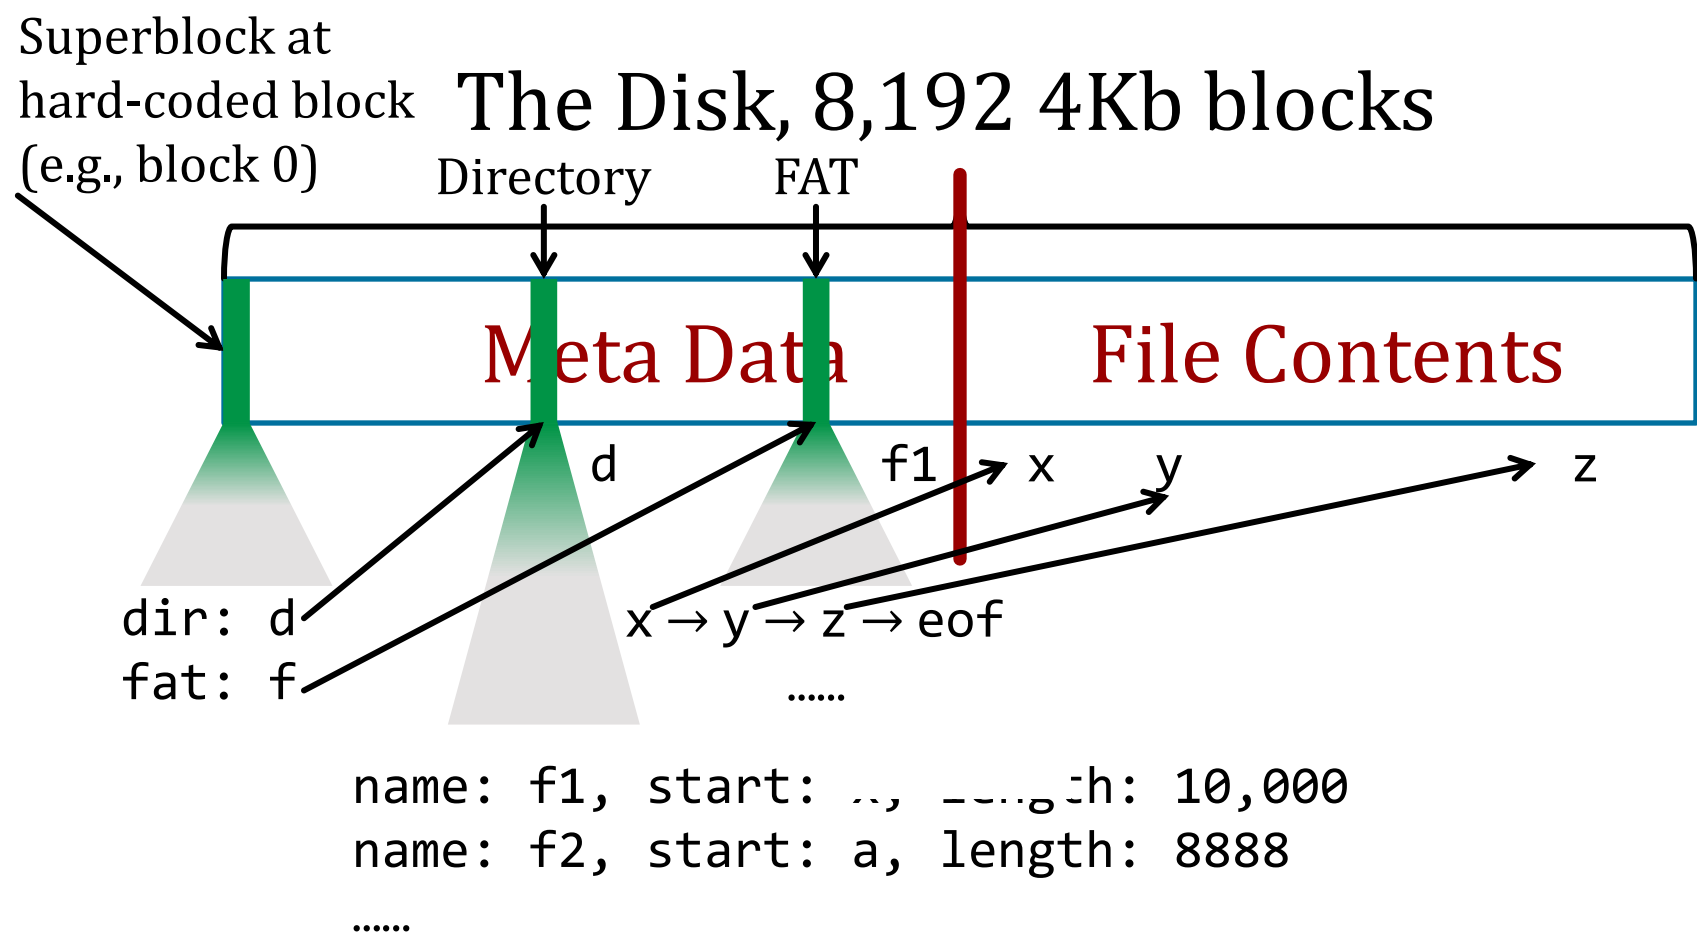 Superblock at
hard-coded block
(e.g., block 0)
The Disk, 8,192 4Kb blocks
Directory
FAT
Meta Data
File Contents
d
f1
x
y
z
dir: d
fat: f
x → y → z → eof
……
name: f1, start: x, length: 10,000
name: f2, start: a, length: 8888
……